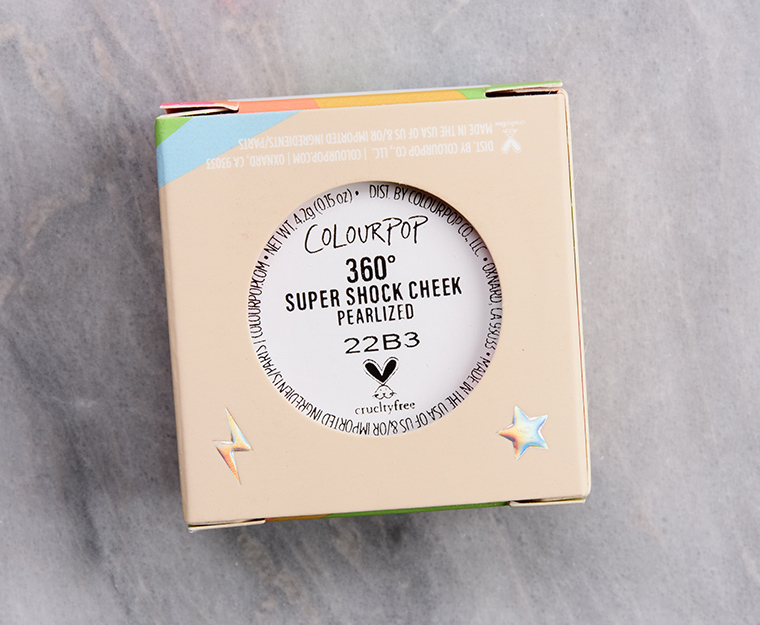 DIST. BY COLOURPOP CO., LLC. | COLOURPOP.COM | OXNARD, CA 93033
MADE IN THE USA OF US &/OR IMPORTED INGREDIENTS/PARTS
COLOURPOP
360°
SUPER SHOCK CHEEK
PEARLIZED
22B3
crueltyfree
COLOURPOP.COM • NET WT. 4.2g (0.15 oz) • DIST. BY COLOURPOP CO., LLC • OXNARD, CA 93033 • MADE IN THE USA OF US &/OR IMPORTED INGREDIENTS/PARTS |